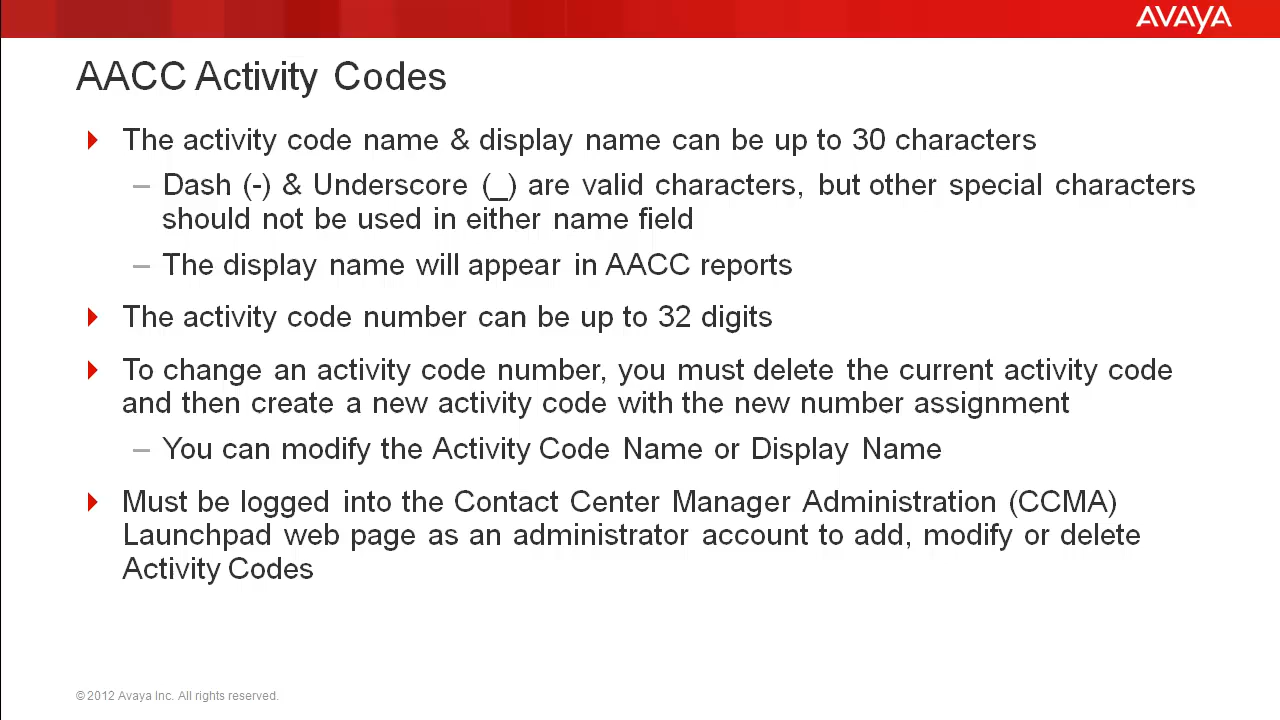 AVAYA
AACC Activity Codes
The activity code name & display name can be up to 30 characters
– Dash (-) & Underscore (_) are valid characters, but other special characters
should not be used in either name field
– The display name will appear in AACC reports
The activity code number can be up to 32 digits
To change an activity code number, you must delete the current activity code
and then create a new activity code with the new number assignment
– You can modify the Activity Code Name or Display Name
Must be logged into the Contact Center Manager Administration (CCMA)
Launchpad web page as an administrator account to add, modify or delete
Activity Codes
© 2012 Avaya Inc. All rights reserved.